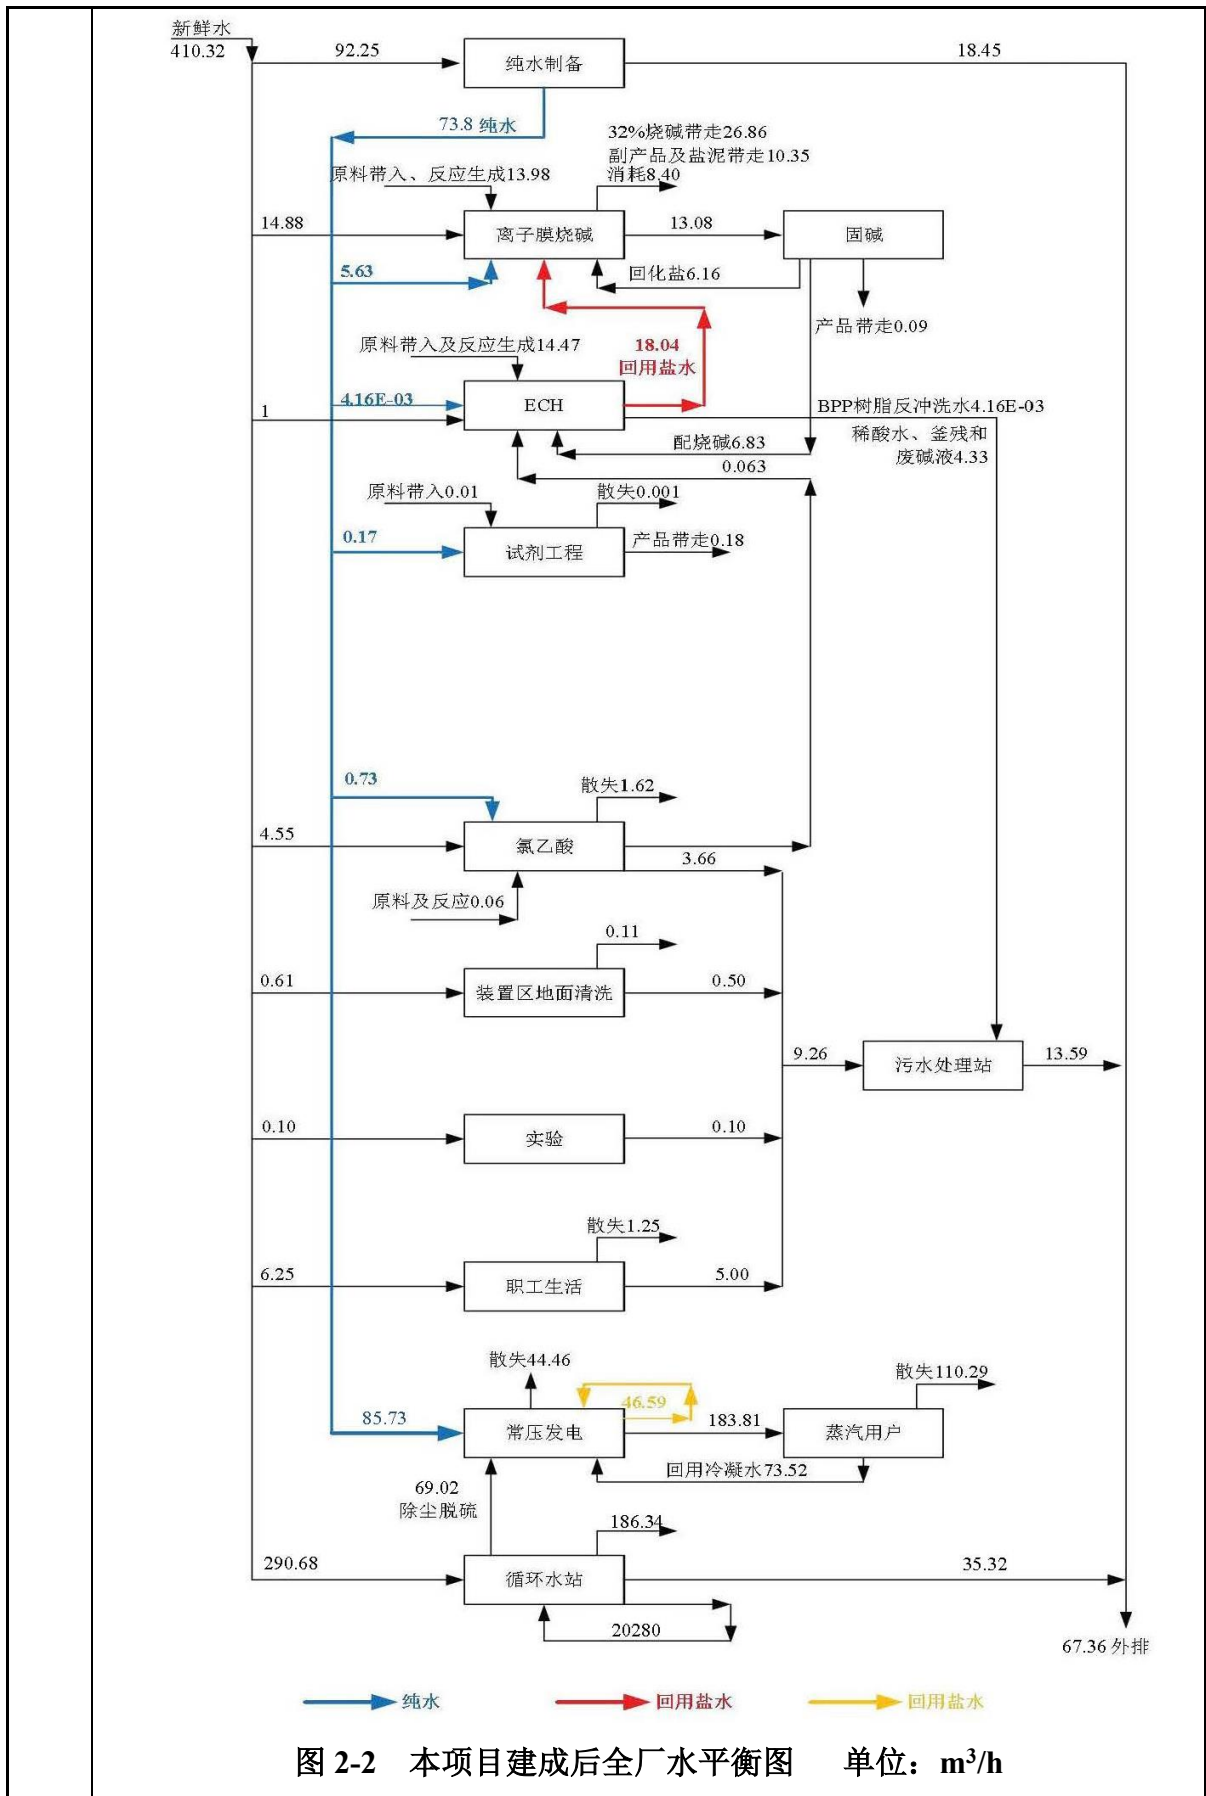 新鲜水
410.32
92.25
纯水制备
18.45
73.8 纯水
32%烧碱带走26.86
副产品及盐泥带走10.35
消耗8.40
原料带入、反应生成13.98
14.88
离子膜烧碱
13.08
固碱
5.63
回化盐6.16
产品带走0.09
原料带入及反应生成14.47
18.04
回用盐水
4.16E-03
ECH
1
BPP树脂反冲洗水4.16E-03
稀酸水、釜残和
废碱液4.33
配烧碱6.83
0.063
原料带入0.01
散失0.001
0.17
试剂工程
产品带走0.18
0.73
散失1.62
4.55
氯乙酸
3.66
原料及反应0.06
0.11
0.61
装置区地面清洗
0.50
9.26
污水处理站
13.59
0.10
实验
0.10
散失1.25
6.25
职工生活
5.00
散失44.46
散失110.29
46.59
85.73
常压发电
183.81
蒸汽用户
回用冷凝水73.52
69.02
除尘脱硫
186.34
290.68
循环水站
35.32
20280
67.36 外排
纯水
回用盐水
回用盐水
图 2-2 本项目建成后全厂水平衡图 单位：m³/h